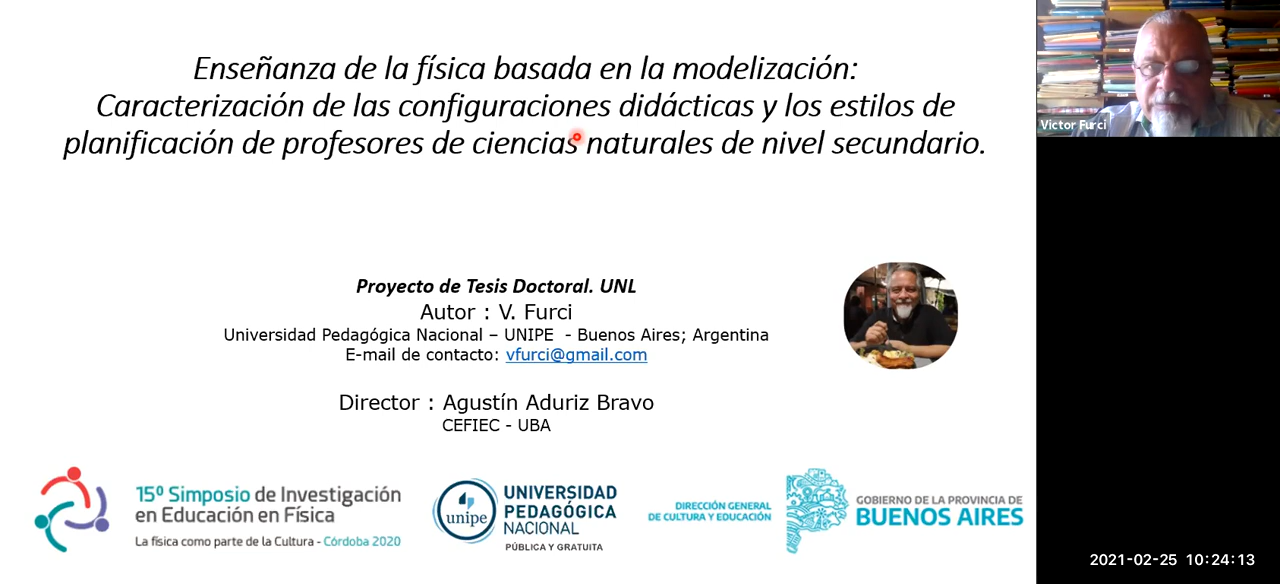 Enseñanza de la física basada en la modelización:
Caracterización de las configuraciones didácticas y los estilos de
planificación de profesores de ciencias naturales de nivel secundario.
Victor Furci
Proyecto de Tesis Doctoral. UNL
Autor : V. Furci
Universidad Pedagógica Nacional – UNIPE - Buenos Aires; Argentina
E-mail de contacto: vfurci@gmail.com
Director : Agustín Aduriz Bravo
CEFIEC - UBA
15º Simposio de Investigación
en Educación en Física
La física como parte de la Cultura - Córdoba 2020
unipe
UNIVERSIDAD
PEDAGÓGICA
NACIONAL
PÚBLICA Y GRATUITA
DIRECCIÓN GENERAL
DE CULTURA Y EDUCACIÓN
GOBIERNO DE LA PROVINCIA DE
BUENOS AIRES
2021-02-25 10:24:13